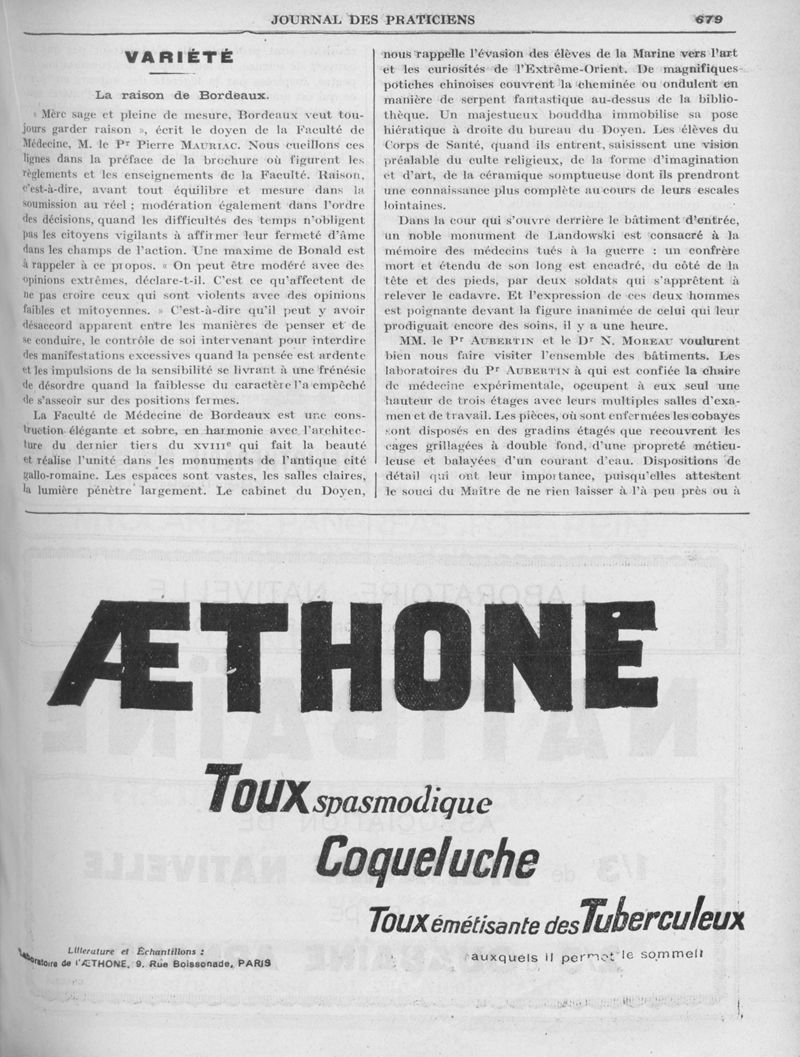 JOURNAL DES PRATICIENS 679
VARIÉTÉ
La raison de Bordeaux.
« Mère sage et pleine de mesure, Bordeaux veut tou-
jours garder raison », écrit le doyen de la Faculté de
Médecine, M. le Pr Pierre MAURIAC. Nous cueillons ces
lignes dans la préface de la brochure où figurent les
règlements et les enseignements de la Faculté. Raison,
c'est-à-dire, avant tout équilibre et mesure dans la
soumission au réel ; modération également dans l'ordre
des décisions, quand les difficultés des temps n'obligent
pas les citoyens vigilants à affirmer leur fermeté d'âme
dans les champs de l'action. Une maxime de Bonald est
à rappeler à ce propos. « On peut être modéré avec des
opinions extrêmes, déclare-t-il. C'est ce qu'affectent de
ne pas croire ceux qui sont violents avec des opinions
faibles et mitoyennes. » C'est-à-dire qu'il peut y avoir
désaccord apparent entre les manières de penser et de
se conduire, le contrôle de soi intervenant pour interdire
des manifestations excessives quand la pensée est ardente
et les impulsions de la sensibilité se livrant à une frénésie
de désordre quand la faiblesse du caractère l'a empêché
de s'asseoir sur des positions fermes.
La Faculté de Médecine de Bordeaux est une cons-
truction élégante et sobre, en harmonie avec l'architec-
ture du dernier tiers du XVIIIe qui fait la beauté
et réalise l'unité dans les monuments de l'antique cité
gallo-romaine. Les espaces sont vastes, les salles claires,
la lumière pénètre largement. Le cabinet du Doyen,
nous rappelle l'évasion des élèves de la Marine vers l'art
et les curiosités de l'Extrême-Orient. De magnifiques
potiches chinoises couvrent la cheminée ou ondulent en
manière de serpent fantastique au-dessus de la biblio-
thèque. Un majestueux bouddha immobilise sa pose
hiératique à droite du bureau du Doyen. Les élèves du
Corps de Santé, quand ils entrent, saisissent une vision
préalable du culte religieux, de la forme d'imagination
et d'art, de la céramique somptueuse dont ils prendront
une connaissance plus complète au cours de leurs escales
lointaines.
Dans la cour qui s'ouvre derrière le bâtiment d'entrée,
un noble monument de Landowski est consacré à la
mémoire des médecins tués à la guerre : un confrère
mort et étendu de son long est encadré, du côté de la
tête et des pieds, par deux soldats qui s'apprêtent à
relever le cadavre. Et l'expression de ces deux hommes
est poignante devant la figure inanimée de celui qui leur
prodiguait encore des soins, il y a une heure.
MM. le Pr AUBERTIN et le Dr N. MOREAU voulurent
bien nous faire visiter l'ensemble des bâtiments. Les
laboratoires du Pr AUBERTIN à qui est confiée la chaire
de médecine expérimentale, occupent à eux seul une
hauteur de trois étages avec leurs multiples salles d'exa-
men et de travail. Les pièces, où sont enfermées les cobayes
sont disposés en des gradins étagés que recouvrent les
cages grillagées à double fond, d'une propreté méticu-
leuse et balayées d'un courant d'eau. Dispositions de
détail qui ont leur importance, puisqu'elles attestent
le souci du Maître de ne rien laisser à l'à peu près ou à
ÆTHONE
Toux spasmodique
Coqueluche
Toux émétisante des Tuberculeux
auxquels il permet le sommeil
Litterature et Échantillons :
Laboratoire de l'ÆTHONE, 9, Rue Boissonade, PARIS